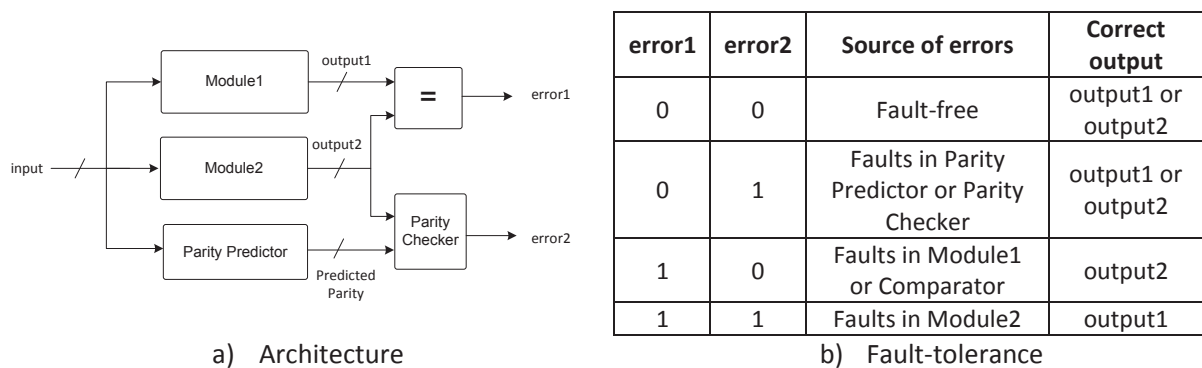 output1
Module1
=
error1
output2
input
Module2
Parity
Checker
error2
Parity Predictor
Predicted
Parity
a) Architecture
error1 error2 Source of errors Correct
output
0 0 Fault-free output1 or
output2
0 1 Faults in Parity
Predictor or Parity
Checker output1 or
output2
1 0 Faults in Module1
or Comparator output2
1 1 Faults in Module2 output1
b) Fault-tolerance